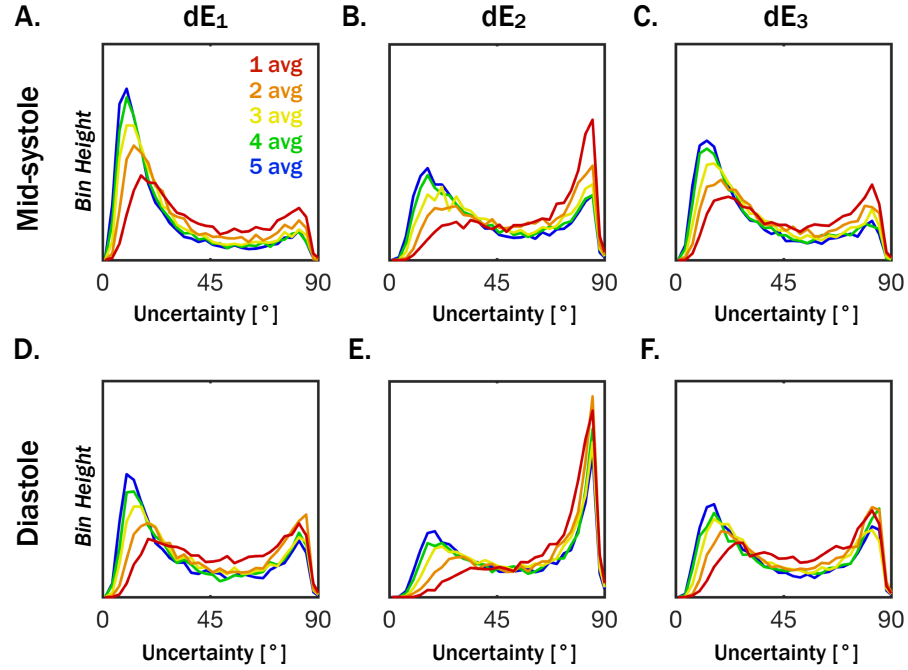 A. dE₁ B. dE₂ C. dE₃
Mid-systole
Bin Height
1 avg
2 avg
3 avg
4 avg
5 avg
0 45 90 0 45 90 0 45 90
Uncertainty [°] Uncertainty [°] Uncertainty [°]
D. E. F.
Diastole
Bin Height
0 45 90 0 45 90 0 45 90
Uncertainty [°] Uncertainty [°] Uncertainty [°]